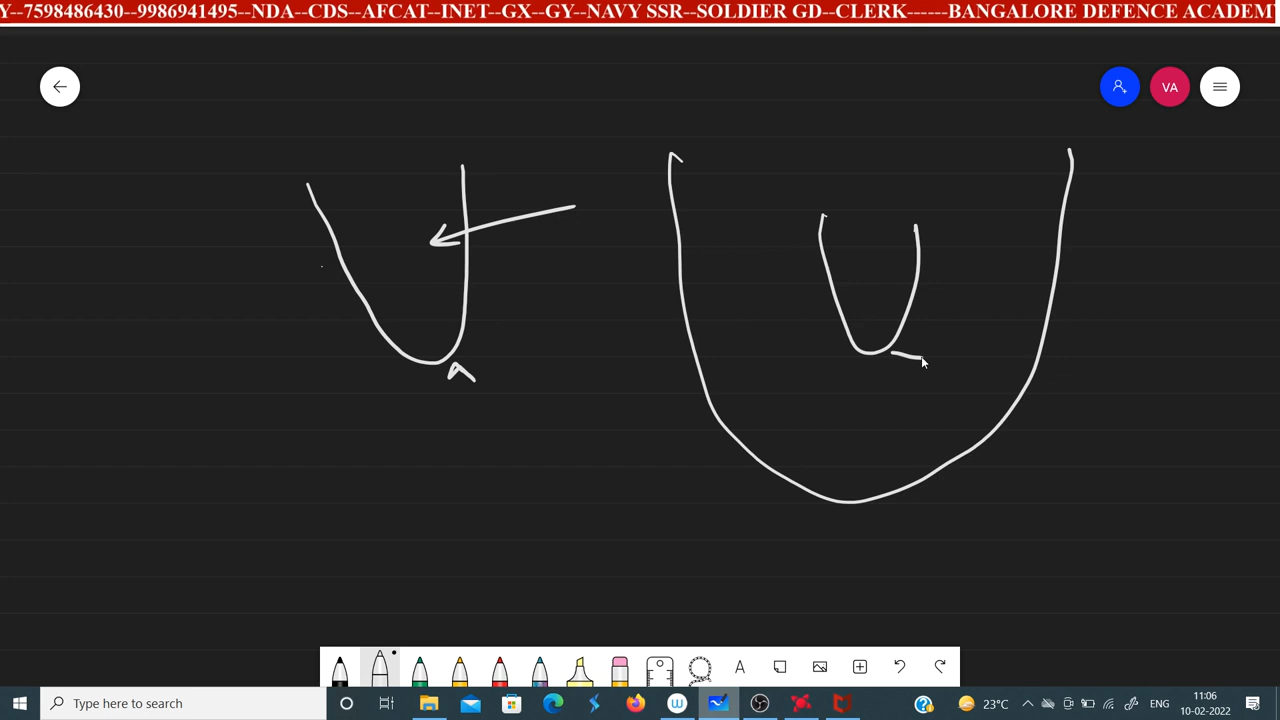 Y--7598486430--9986941495--NDA--CDS--AFCAT--INET--GX--GY--NAVY SSR--SOLDIER GD--CLERK------BANGALORE DEFENCE ACADEMY
VA
A
Type here to search
23°C
ENG
11:06
10-02-2022